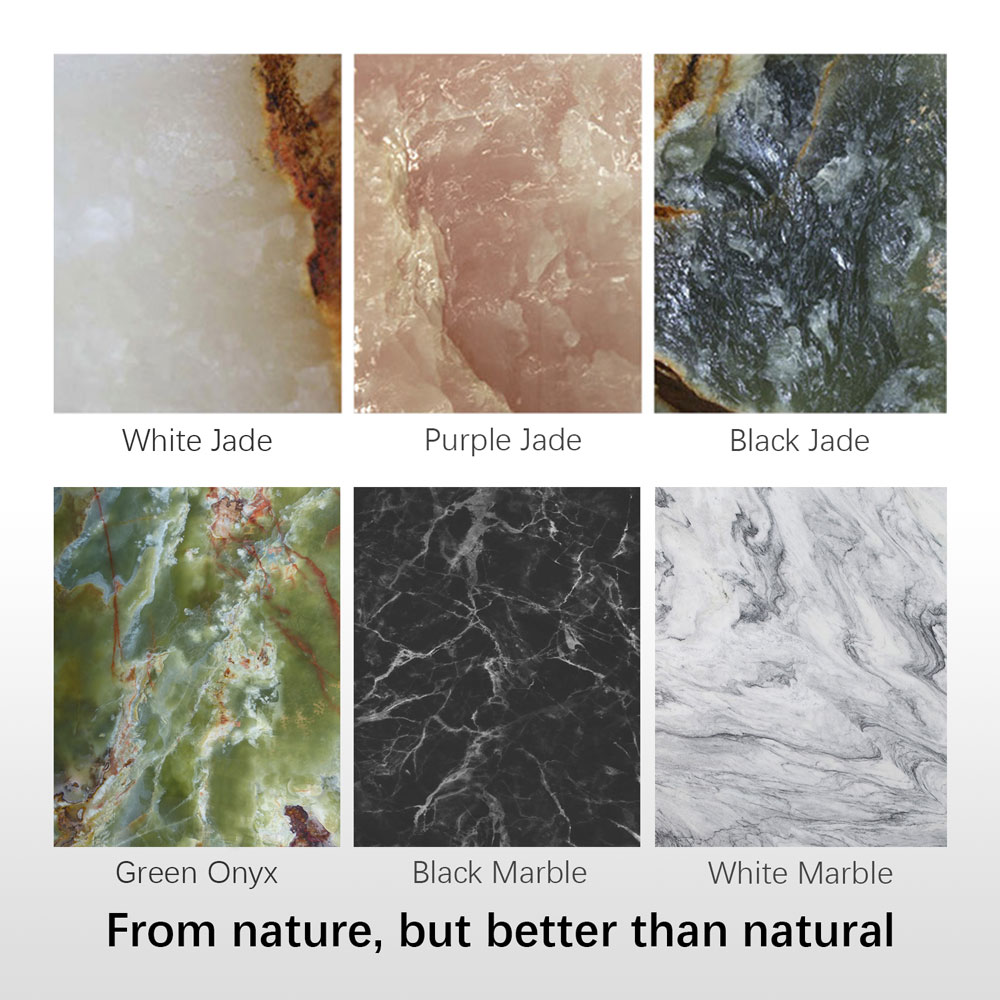 White Jade
Purple Jade
Black Jade
Green Onyx
Black Marble
White Marble
From nature, but better than natural